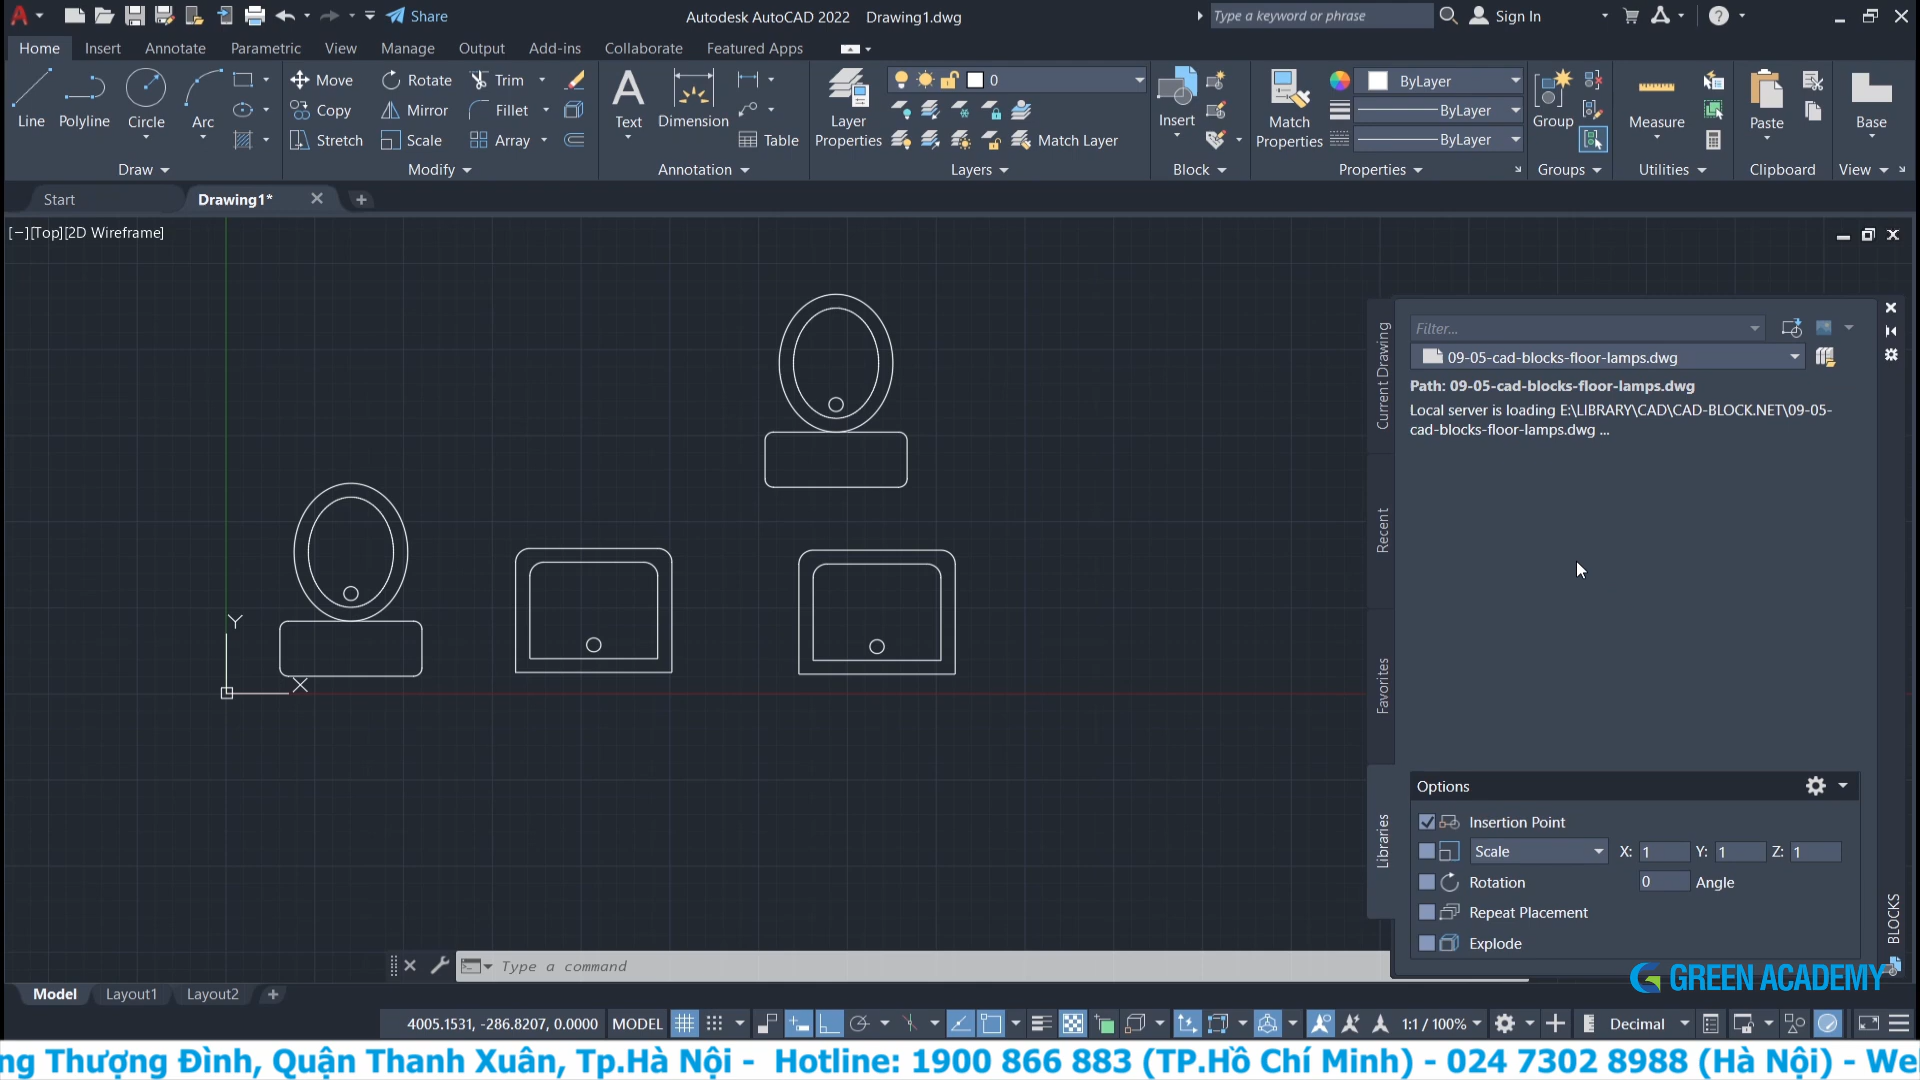 Share
Autodesk AutoCAD 2022 Drawing1.dwg
Type a keyword or phrase
Sign In
Home Insert Annotate Parametric View Manage Output Add-ins Collaborate Featured Apps
Line Polyline Circle Arc
Draw
Move Rotate Trim
Copy Mirror Fillet
Stretch Scale Array
Modify
Text Dimension Table
Annotation
Layer Properties
0
Match Layer
Layers
Insert
Block
Match Properties
ByLayer
ByLayer
ByLayer
Properties
Group
Groups
Measure
Utilities
Paste
Clipboard
Base
View
Start Drawing1*
[−][Top][2D Wireframe]
Y
X
Current Drawing
Recent
Favorites
Libraries
Filter...
09-05-cad-blocks-floor-lamps.dwg
Path: 09-05-cad-blocks-floor-lamps.dwg
Local server is loading E:\LIBRARY\CAD\CAD-BLOCK.NET\09-05-
cad-blocks-floor-lamps.dwg ...
Options
Insertion Point
Scale X: 1 Y: 1 Z: 1
Rotation 0 Angle
Repeat Placement
Explode
BLOCKS
GREEN ACADEMY
Type a command
Model Layout1 Layout2
4005.1531, -286.8207, 0.0000 MODEL 1:1 / 100% Decimal
ng Thượng Đình, Quận Thanh Xuân, Tp.Hà Nội - Hotline: 1900 866 883 (TP.Hồ Chí Minh) - 024 7302 8988 (Hà Nội) - We